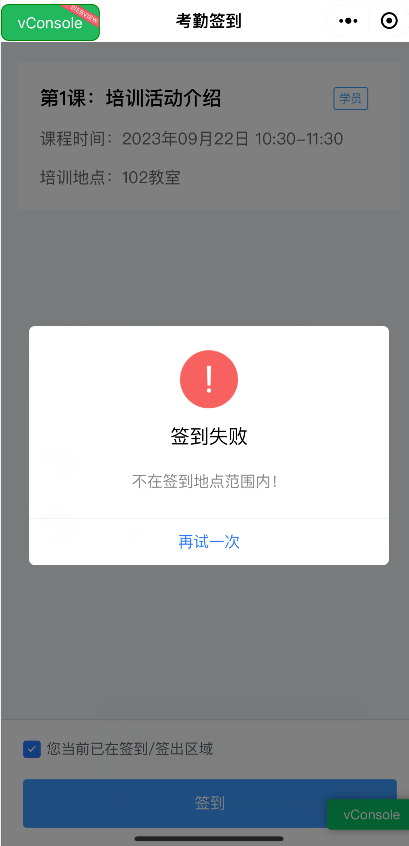 vConsole
WEBVIEW
考勤签到
第1课：培训活动介绍
学员
课程时间：2023年09月22日 10:30-11:30
培训地点：102教室
签到失败
不在签到地点范围内！
再试一次
您当前已在签到/签出区域
签到
vConsole